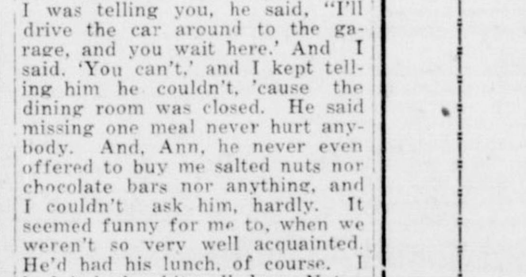 I was telling you, he said, "I'll
drive the car around to the ga-
rage, and you wait here.' And I
said. 'You can't,' and I kept tell-
ing him he couldn't, 'cause the
dining room was closed. He said
missing one meal never hurt any-
body. And, Ann, he never even
offered to buy me salted nuts nor
chocolate bars nor anything, and
I couldn't ask him, hardly. It
seemed funny for me to, when we
weren't so very well acquainted.
He'd had his lunch, of course. I